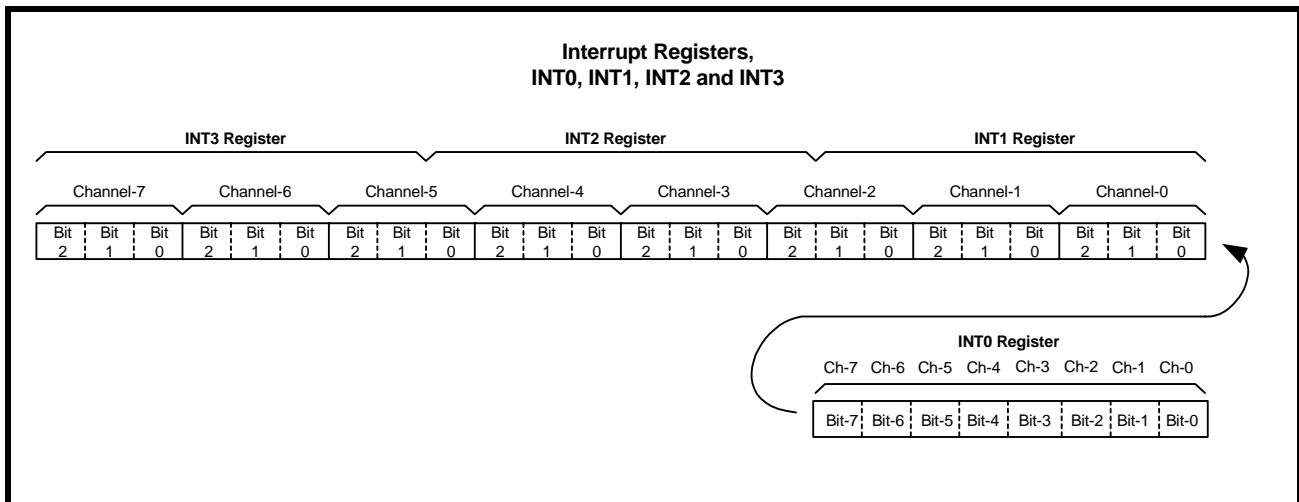 Interrupt Registers,
INT0, INT1, INT2 and INT3
INT3 Register INT2 Register INT1 Register
Channel-7 Channel-6 Channel-5 Channel-4 Channel-3 Channel-2 Channel-1 Channel-0
Bit Bit Bit Bit Bit Bit Bit Bit Bit Bit Bit Bit Bit Bit Bit Bit Bit Bit Bit Bit Bit Bit Bit Bit
2 1 0 2 1 0 2 1 0 2 1 0 2 1 0 2 1 0 2 1 0 2 1 0
INT0 Register
Ch-7 Ch-6 Ch-5 Ch-4 Ch-3 Ch-2 Ch-1 Ch-0
Bit-7 Bit-6 Bit-5 Bit-4 Bit-3 Bit-2 Bit-1 Bit-0